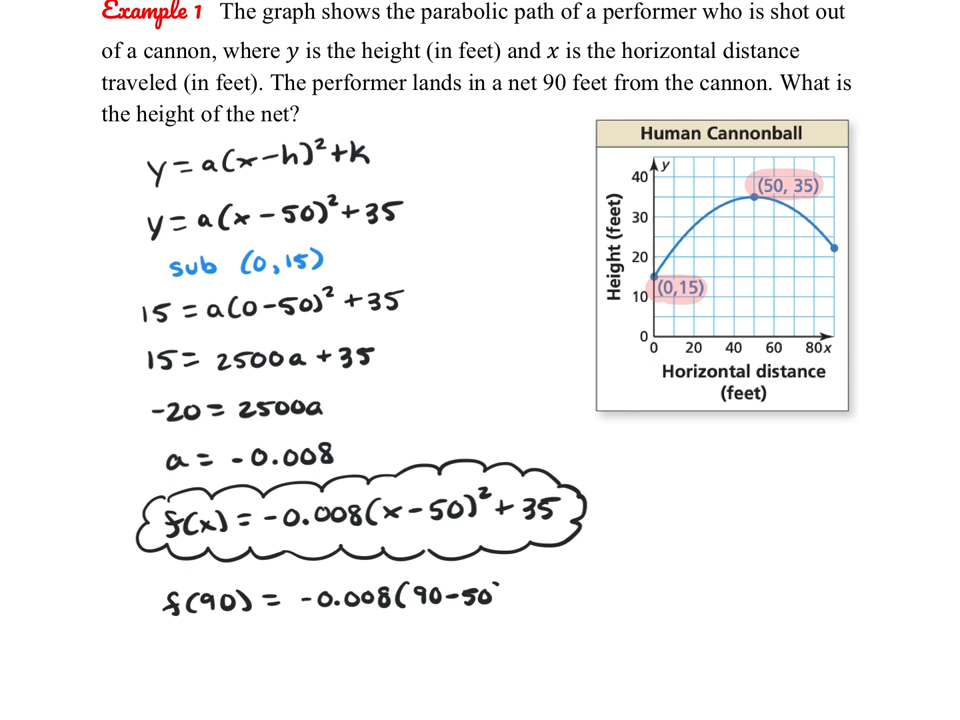 Example 1 The graph shows the parabolic path of a performer who is shot out
of a cannon, where y is the height (in feet) and x is the horizontal distance
traveled (in feet). The performer lands in a net 90 feet from the cannon. What is
the height of the net?
y = a(x-h)²+k
y = a(x-50)²+35
sub (0,15)
15 = a(0-50)²+35
15 = 2500a + 35
-20 = 2500a
a = -0.008
f(x) = -0.008(x-50)²+35
f(90) = -0.008(90-50
Human Cannonball
y
40
(50, 35)
30
20
10
(0,15)
0
0 20 40 60 80 x
Height (feet)
Horizontal distance
(feet)